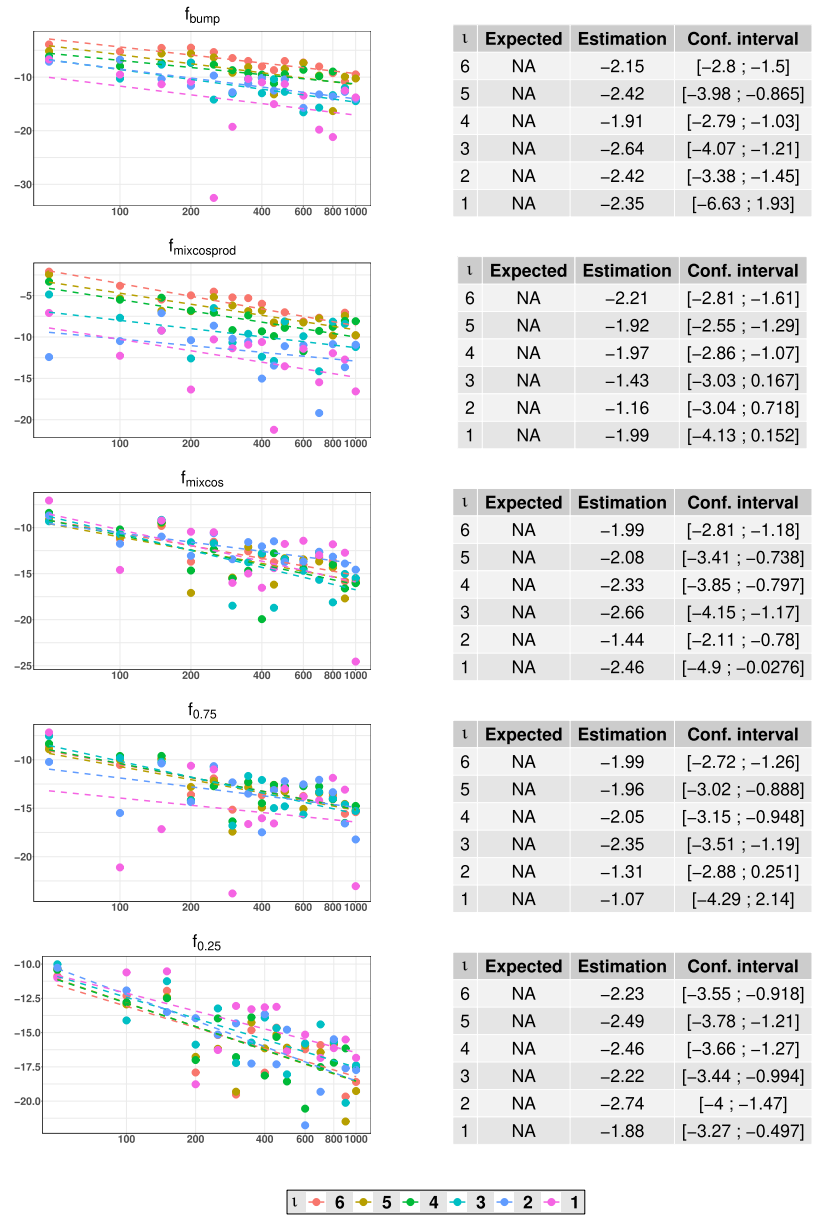 f_bump
−10
−20
−30
100
200
400
600
800 1000
ι Expected Estimation Conf. interval
6 NA −2.15 [−2.8 ; −1.5]
5 NA −2.42 [−3.98 ; −0.865]
4 NA −1.91 [−2.79 ; −1.03]
3 NA −2.64 [−4.07 ; −1.21]
2 NA −2.42 [−3.38 ; −1.45]
1 NA −2.35 [−6.63 ; 1.93]
f_mixcosprod
−5
−10
−15
−20
100
200
400
600
800 1000
ι Expected Estimation Conf. interval
6 NA −2.21 [−2.81 ; −1.61]
5 NA −1.92 [−2.55 ; −1.29]
4 NA −1.97 [−2.86 ; −1.07]
3 NA −1.43 [−3.03 ; 0.167]
2 NA −1.16 [−3.04 ; 0.718]
1 NA −1.99 [−4.13 ; 0.152]
f_mixcos
−10
−15
−20
−25
100
200
400
600
800 1000
ι Expected Estimation Conf. interval
6 NA −1.99 [−2.81 ; −1.18]
5 NA −2.08 [−3.41 ; −0.738]
4 NA −2.33 [−3.85 ; −0.797]
3 NA −2.66 [−4.15 ; −1.17]
2 NA −1.44 [−2.11 ; −0.78]
1 NA −2.46 [−4.9 ; −0.0276]
f_0.75
−10
−15
−20
100
200
400
600
800 1000
ι Expected Estimation Conf. interval
6 NA −1.99 [−2.72 ; −1.26]
5 NA −1.96 [−3.02 ; −0.888]
4 NA −2.05 [−3.15 ; −0.948]
3 NA −2.35 [−3.51 ; −1.19]
2 NA −1.31 [−2.88 ; 0.251]
1 NA −1.07 [−4.29 ; 2.14]
f_0.25
−10.0
−12.5
−15.0
−17.5
−20.0
100
200
400
600
800 1000
ι Expected Estimation Conf. interval
6 NA −2.23 [−3.55 ; −0.918]
5 NA −2.49 [−3.78 ; −1.21]
4 NA −2.46 [−3.66 ; −1.27]
3 NA −2.22 [−3.44 ; −0.994]
2 NA −2.74 [−4 ; −1.47]
1 NA −1.88 [−3.27 ; −0.497]
ι 6 5 4 3 2 1